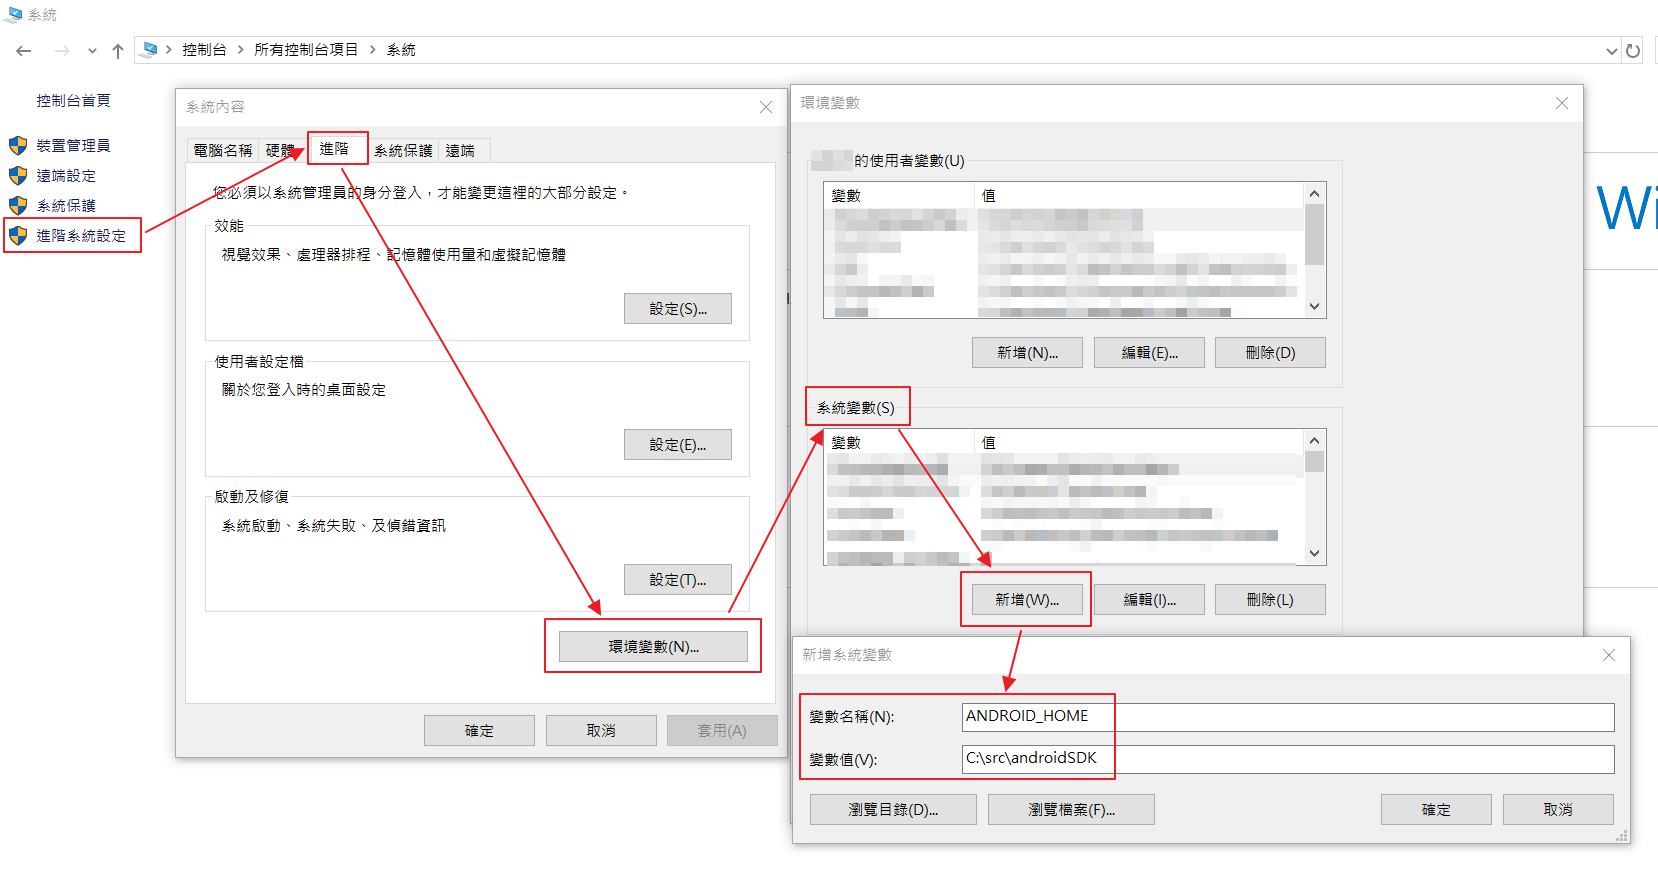 系統
控制台 > 所有控制台項目 > 系統
控制台首頁
裝置管理員
遠端設定
系統保護
進階系統設定
系統內容
電腦名稱 硬體 進階 系統保護 遠端
您必須以系統管理員的身分登入，才能變更這裡的大部分設定。
效能
視覺效果、處理器排程、記憶體使用量和虛擬記憶體
設定(S)...
使用者設定檔
關於您登入時的桌面設定
設定(E)...
啟動及修復
系統啟動、系統失敗、及偵錯資訊
設定(T)...
環境變數(N)...
確定 取消 套用(A)
環境變數
的使用者變數(U)
變數 值
新增(N)... 編輯(E)... 刪除(D)
系統變數(S)
變數 值
新增(W)... 編輯(I)... 刪除(L)
新增系統變數
變數名稱(N): ANDROID_HOME
變數值(V): C:\src\androidSDK
瀏覽目錄(D)... 瀏覽檔案(F)... 確定 取消
Wi